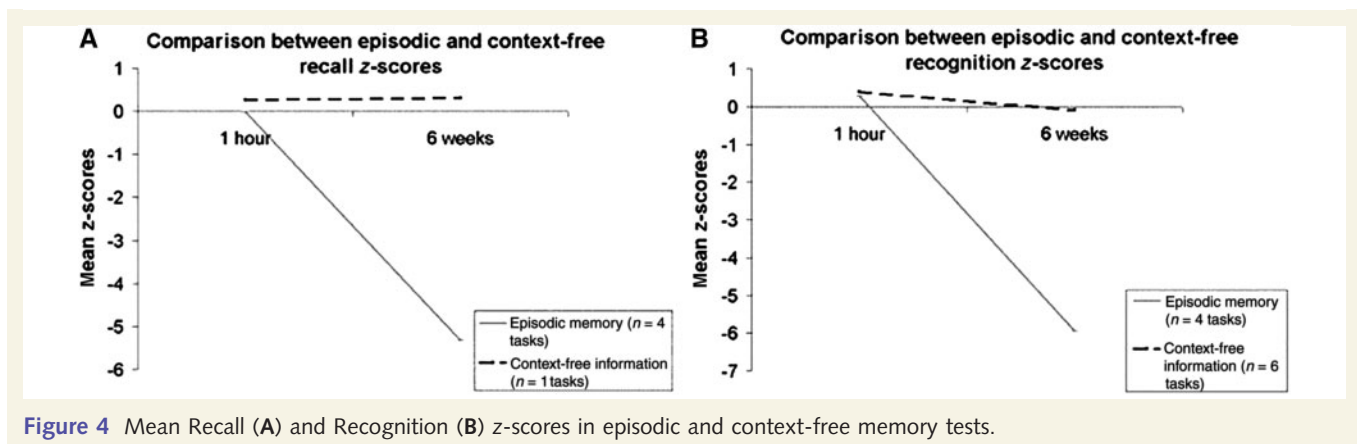 A
Comparison between episodic and context-free
recall z-scores
1
0
-1
-2
-3
-4
-5
-6
Mean z-scores
1 hour
6 weeks
Episodic memory (n = 4
tasks)
Context-free information
(n = 1 tasks)
B
Comparison between episodic and context-free
recognition z-scores
1
0
-1
-2
-3
-4
-5
-6
-7
Mean z-scores
1 hour
6 weeks
Episodic memory
(n = 4 tasks)
Context-free
information (n = 6
tasks)
Figure 4 Mean Recall (A) and Recognition (B) z-scores in episodic and context-free memory tests.